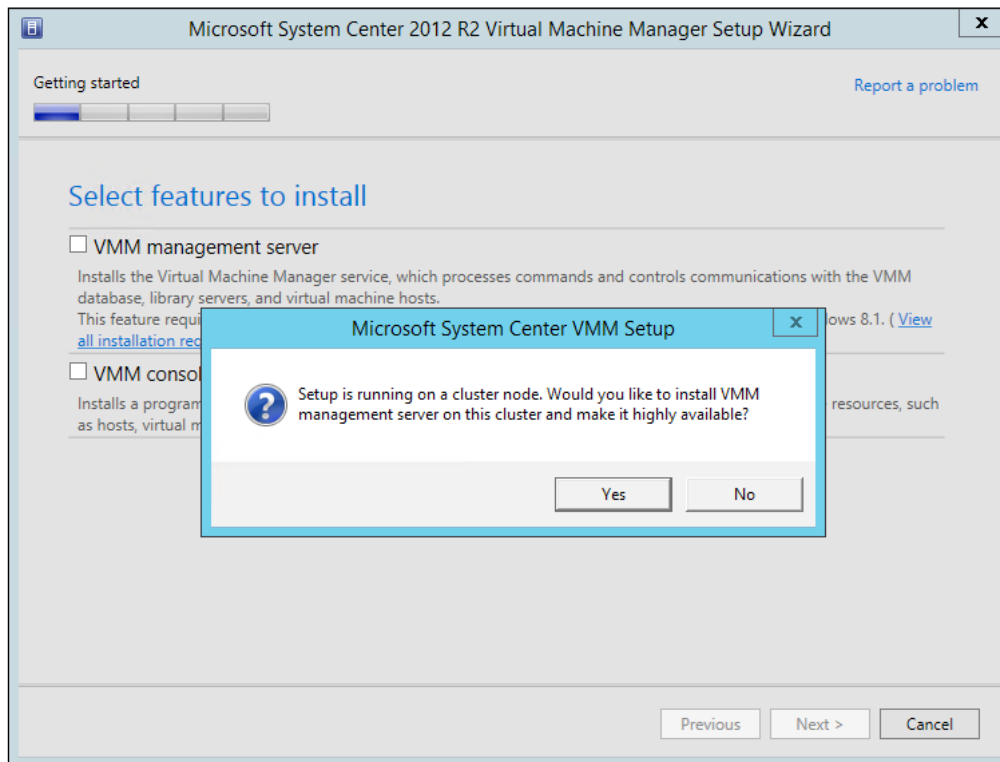 Microsoft System Center 2012 R2 Virtual Machine Manager Setup Wizard
x
Getting started
Report a problem
Select features to install
VMM management server
Installs the Virtual Machine Manager service, which processes commands and controls communications with the VMM
database, library servers, and virtual machine hosts.
This feature requi
ows 8.1. ( View
all installation req
VMM consol
Installs a program
resources, such
as hosts, virtual m
Microsoft System Center VMM Setup
x
Setup is running on a cluster node. Would you like to install VMM
management server on this cluster and make it highly available?
Yes
No
Previous
Next >
Cancel